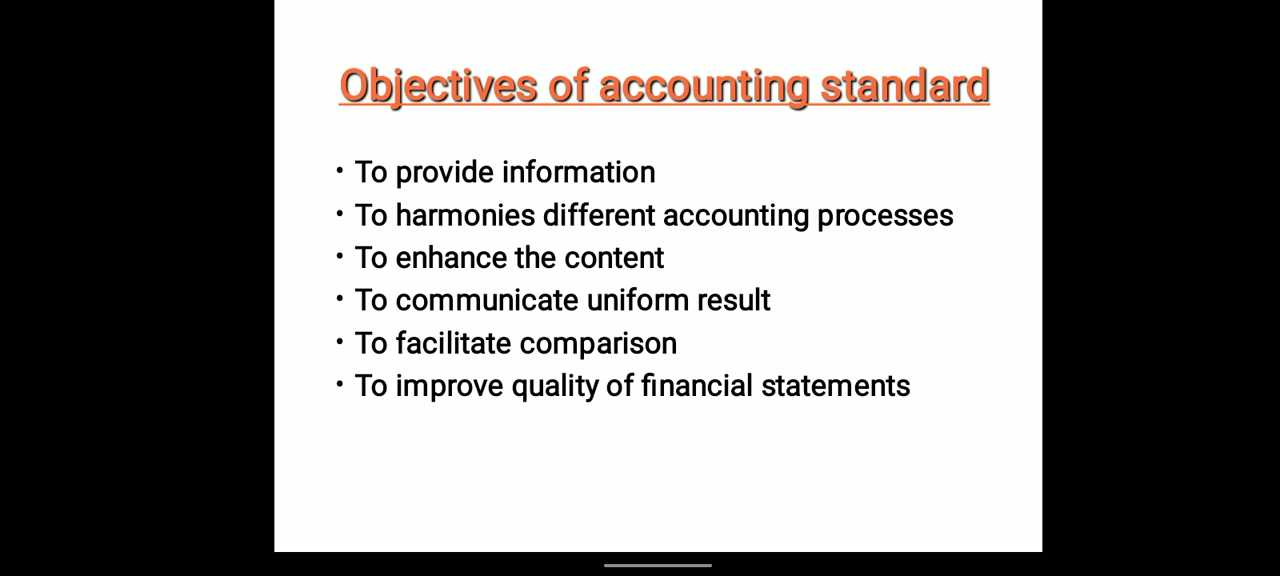 Objectives of accounting standard
• To provide information
• To harmonies different accounting processes
• To enhance the content
• To communicate uniform result
• To facilitate comparison
• To improve quality of financial statements